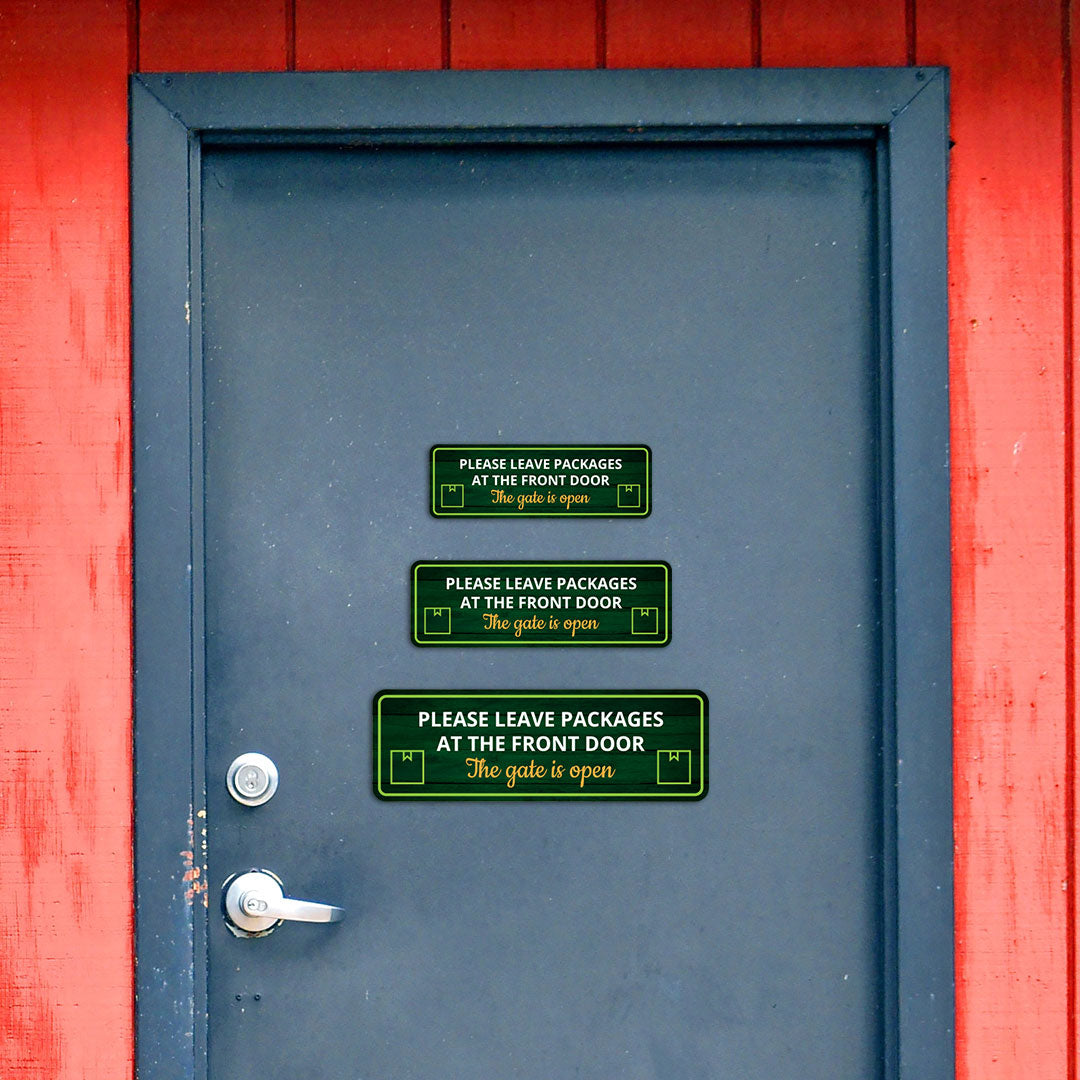 PLEASE LEAVE PACKAGES
AT THE FRONT DOOR
The gate is open
PLEASE LEAVE PACKAGES
AT THE FRONT DOOR
The gate is open
PLEASE LEAVE PACKAGES
AT THE FRONT DOOR
The gate is open